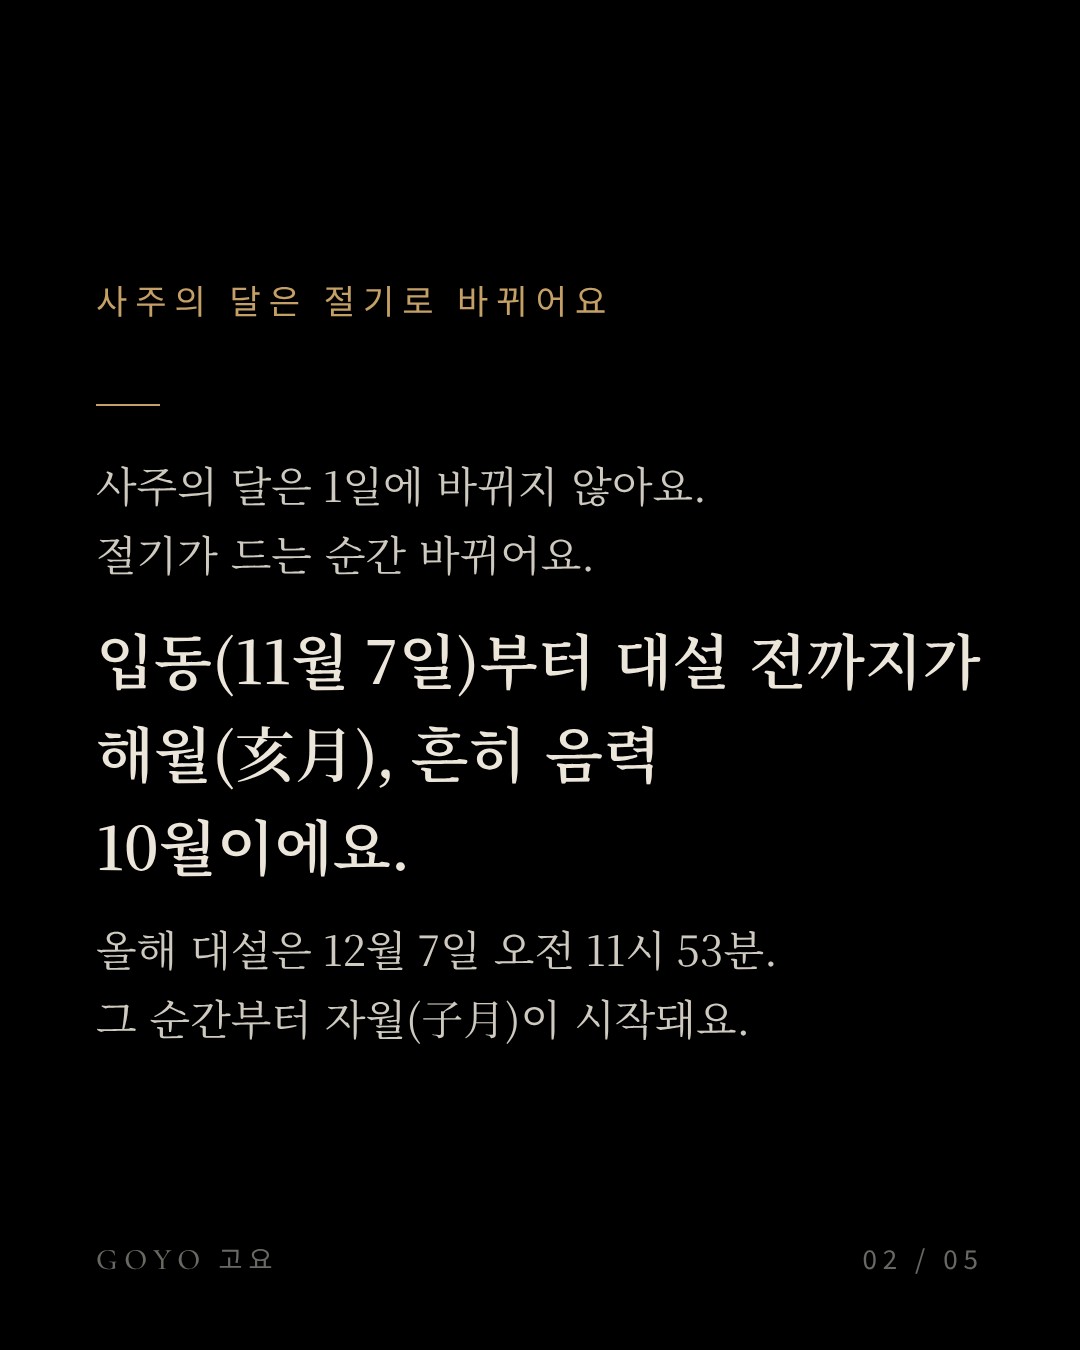 사주의 달은 절기로 바뀌어요
사주의 달은 1일에 바뀌지 않아요.
절기가 드는 순간 바뀌어요.
입동(11월 7일)부터 대설 전까지가
해월(亥月), 흔히 음력
10월이에요.
올해 대설은 12월 7일 오전 11시 53분.
그 순간부터 자월(子月)이 시작돼요.
GOYO 고요
02 / 05